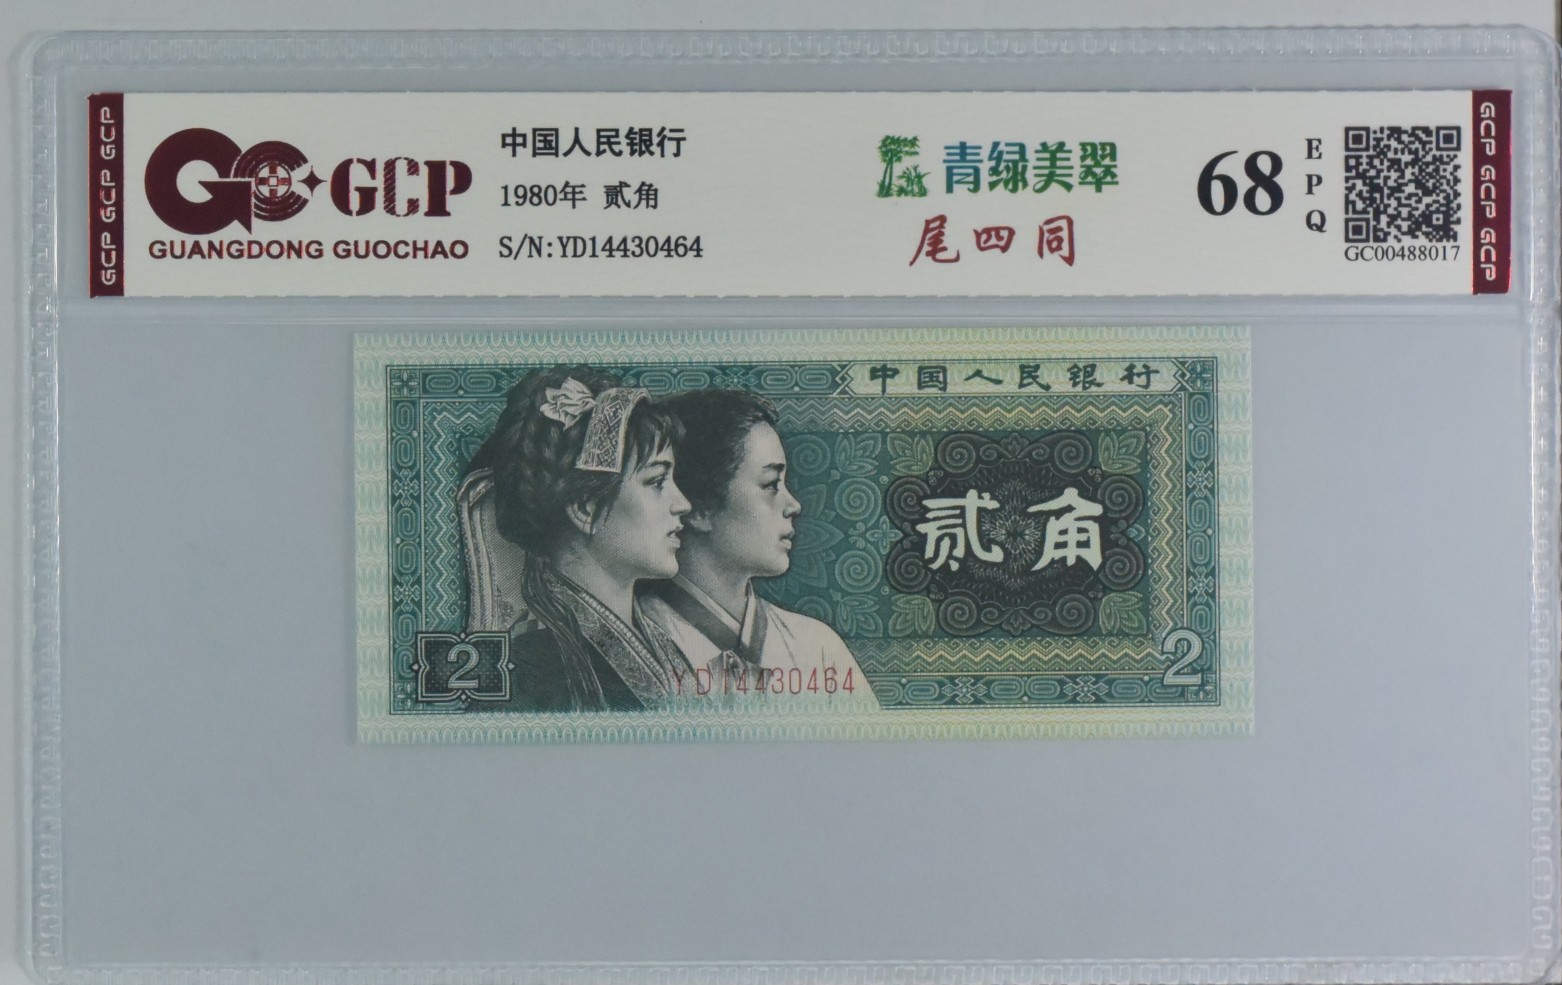 GCP GCP GCP
GCP
GUANGDONG GUOCHAO
中国人民银行
1980年 贰角
S/N:YD14430464
青绿美翠
尾四同
68
E
P
Q
GC00488017
GCP GCP GCP
中国人民银行
贰角
2
YD14430464
2